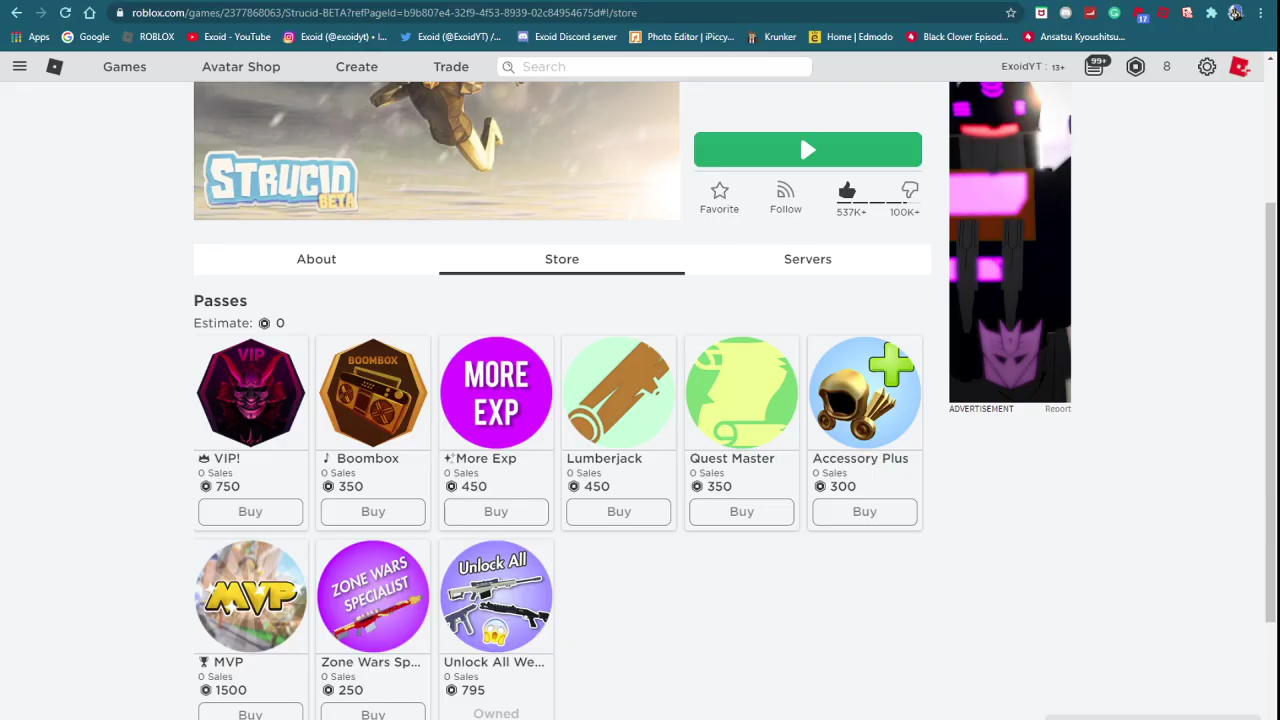 roblox.com/games/2377868063/Strucid-BETA?refPageId=b9b807e4-32f9-4f53-8939-02c84954675d#!/store
17
Apps Google ROBLOX Exoid - YouTube Exoid (@exoidyt) • I... Exoid (@ExoidYT) /... Exoid Discord server Photo Editor | iPiccy... Krunker Home | Edmodo Black Clover Episod... Ansatsu Kyoushitsu...
Games Avatar Shop Create Trade Search ExoidYT : 13+ 99+ 8
STRUCID
BETA
Favorite Follow
537K+ 100K+
About Store Servers
ADVERTISEMENT Report
Passes
Estimate: 0
VIP BOOMBOX MORE
EXP
VIP! Boombox More Exp Lumberjack Quest Master Accessory Plus
0 Sales 0 Sales 0 Sales 0 Sales 0 Sales 0 Sales
750 350 450 450 350 300
Buy Buy Buy Buy Buy Buy
MVP ZONE WARS
SPECIALIST Unlock All
MVP Zone Wars Sp... Unlock All We...
0 Sales 0 Sales 0 Sales
1500 250 795
Buy Buy Owned